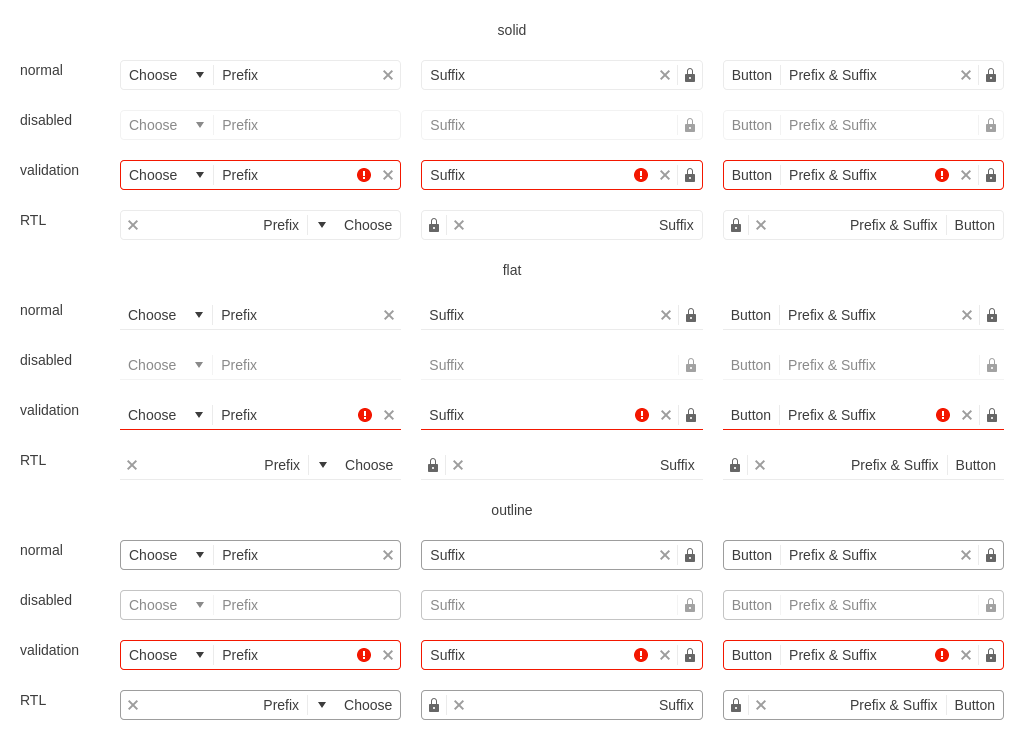 solid
normal Choose Prefix Suffix Button Prefix & Suffix
disabled Choose Prefix Suffix Button Prefix & Suffix
validation Choose Prefix Suffix Button Prefix & Suffix
RTL Prefix Choose Suffix Prefix & Suffix Button
flat
normal Choose Prefix Suffix Button Prefix & Suffix
disabled Choose Prefix Suffix Button Prefix & Suffix
validation Choose Prefix Suffix Button Prefix & Suffix
RTL Prefix Choose Suffix Prefix & Suffix Button
outline
normal Choose Prefix Suffix Button Prefix & Suffix
disabled Choose Prefix Suffix Button Prefix & Suffix
validation Choose Prefix Suffix Button Prefix & Suffix
RTL Prefix Choose Suffix Prefix & Suffix Button